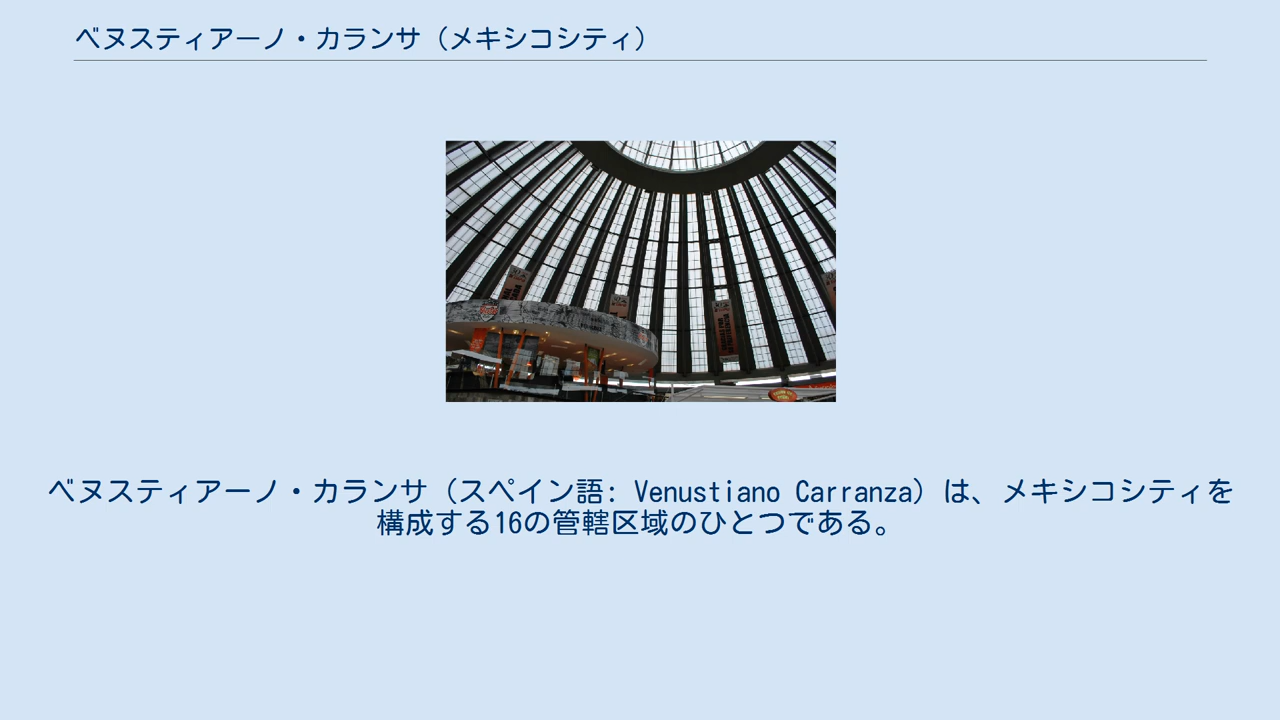 ベヌスティアーノ・カランサ（メキシコシティ）
ベヌスティアーノ・カランサ（スペイン語: Venustiano Carranza）は、メキシコシティを
構成する16の管轄区域のひとつである。